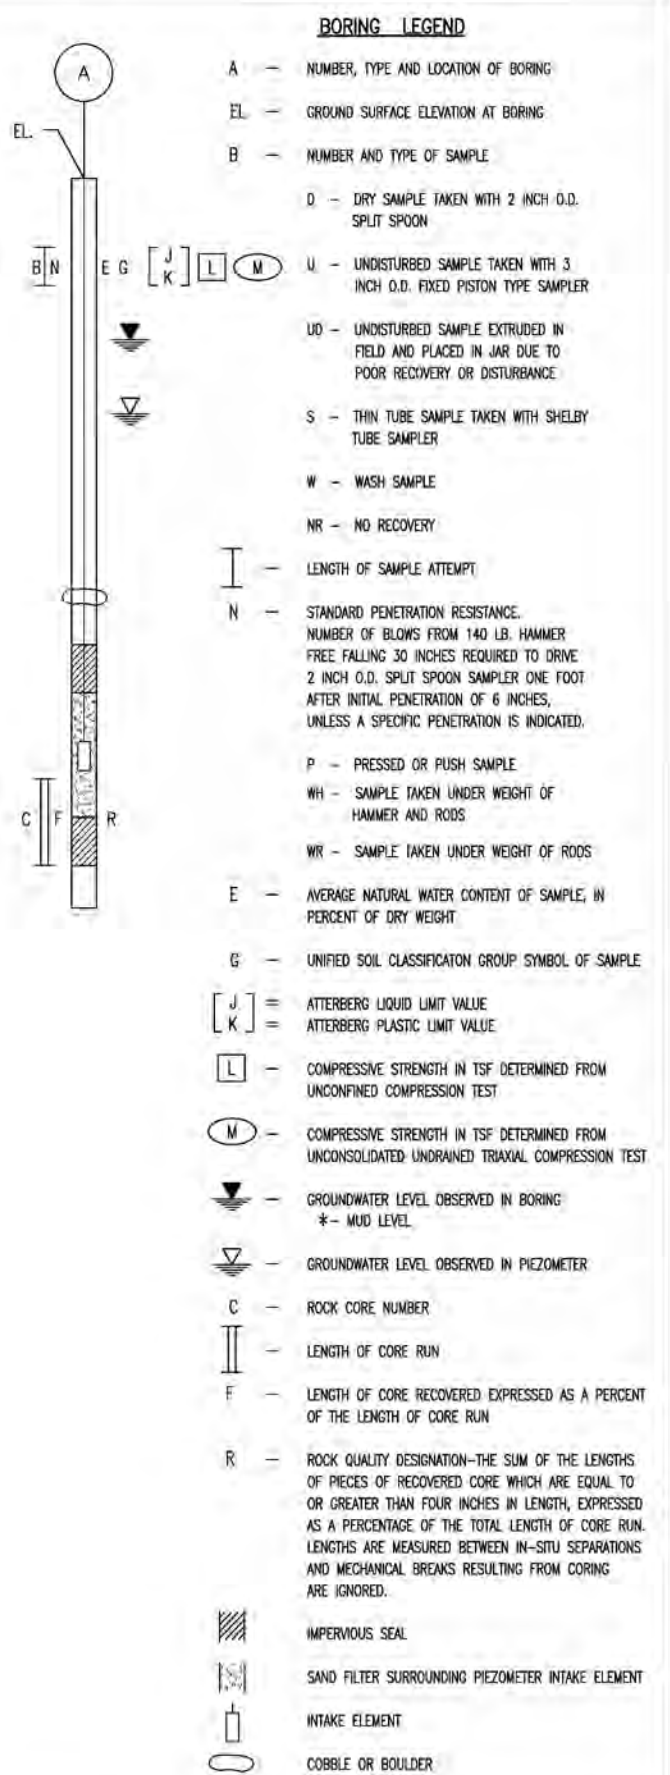 BORING LEGEND
A
EL.
B N E G [ J K ] L M
C F R
A – NUMBER, TYPE AND LOCATION OF BORING
EL – GROUND SURFACE ELEVATION AT BORING
B – NUMBER AND TYPE OF SAMPLE
D – DRY SAMPLE TAKEN WITH 2 INCH O.D.
SPLIT SPOON
U – UNDISTURBED SAMPLE TAKEN WITH 3
INCH O.D. FIXED PISTON TYPE SAMPLER
UD – UNDISTURBED SAMPLE EXTRUDED IN
FIELD AND PLACED IN JAR DUE TO
POOR RECOVERY OR DISTURBANCE
S – THIN TUBE SAMPLE TAKEN WITH SHELBY
TUBE SAMPLER
W – WASH SAMPLE
NR – NO RECOVERY
– LENGTH OF SAMPLE ATTEMPT
N – STANDARD PENETRATION RESISTANCE.
NUMBER OF BLOWS FROM 140 LB. HAMMER
FREE FALLING 30 INCHES REQUIRED TO DRIVE
2 INCH O.D. SPLIT SPOON SAMPLER ONE FOOT
AFTER INITIAL PENETRATION OF 6 INCHES,
UNLESS A SPECIFIC PENETRATION IS INDICATED.
P – PRESSED OR PUSH SAMPLE
WH – SAMPLE TAKEN UNDER WEIGHT OF
HAMMER AND RODS
WR – SAMPLE TAKEN UNDER WEIGHT OF RODS
E – AVERAGE NATURAL WATER CONTENT OF SAMPLE, IN
PERCENT OF DRY WEIGHT
G – UNIFIED SOIL CLASSIFICATON GROUP SYMBOL OF SAMPLE
[ J ] = ATTERBERG LIQUID LIMIT VALUE
[ K ] = ATTERBERG PLASTIC LIMIT VALUE
L – COMPRESSIVE STRENGTH IN TSF DETERMINED FROM
UNCONFINED COMPRESSION TEST
M – COMPRESSIVE STRENGTH IN TSF DETERMINED FROM
UNCONSOLIDATED UNDRAINED TRIAXIAL COMPRESSION TEST
– GROUNDWATER LEVEL OBSERVED IN BORING
*– MUD LEVEL
– GROUNDWATER LEVEL OBSERVED IN PIEZOMETER
C – ROCK CORE NUMBER
– LENGTH OF CORE RUN
F – LENGTH OF CORE RECOVERED EXPRESSED AS A PERCENT
OF THE LENGTH OF CORE RUN
R – ROCK QUALITY DESIGNATION–THE SUM OF THE LENGTHS
OF PIECES OF RECOVERED CORE WHICH ARE EQUAL TO
OR GREATER THAN FOUR INCHES IN LENGTH, EXPRESSED
AS A PERCENTAGE OF THE TOTAL LENGTH OF CORE RUN.
LENGTHS ARE MEASURED BETWEEN IN–SITU SEPARATIONS
AND MECHANICAL BREAKS RESULTING FROM CORING
ARE IGNORED.
IMPERVIOUS SEAL
SAND FILTER SURROUNDING PIEZOMETER INTAKE ELEMENT
INTAKE ELEMENT
COBBLE OR BOULDER